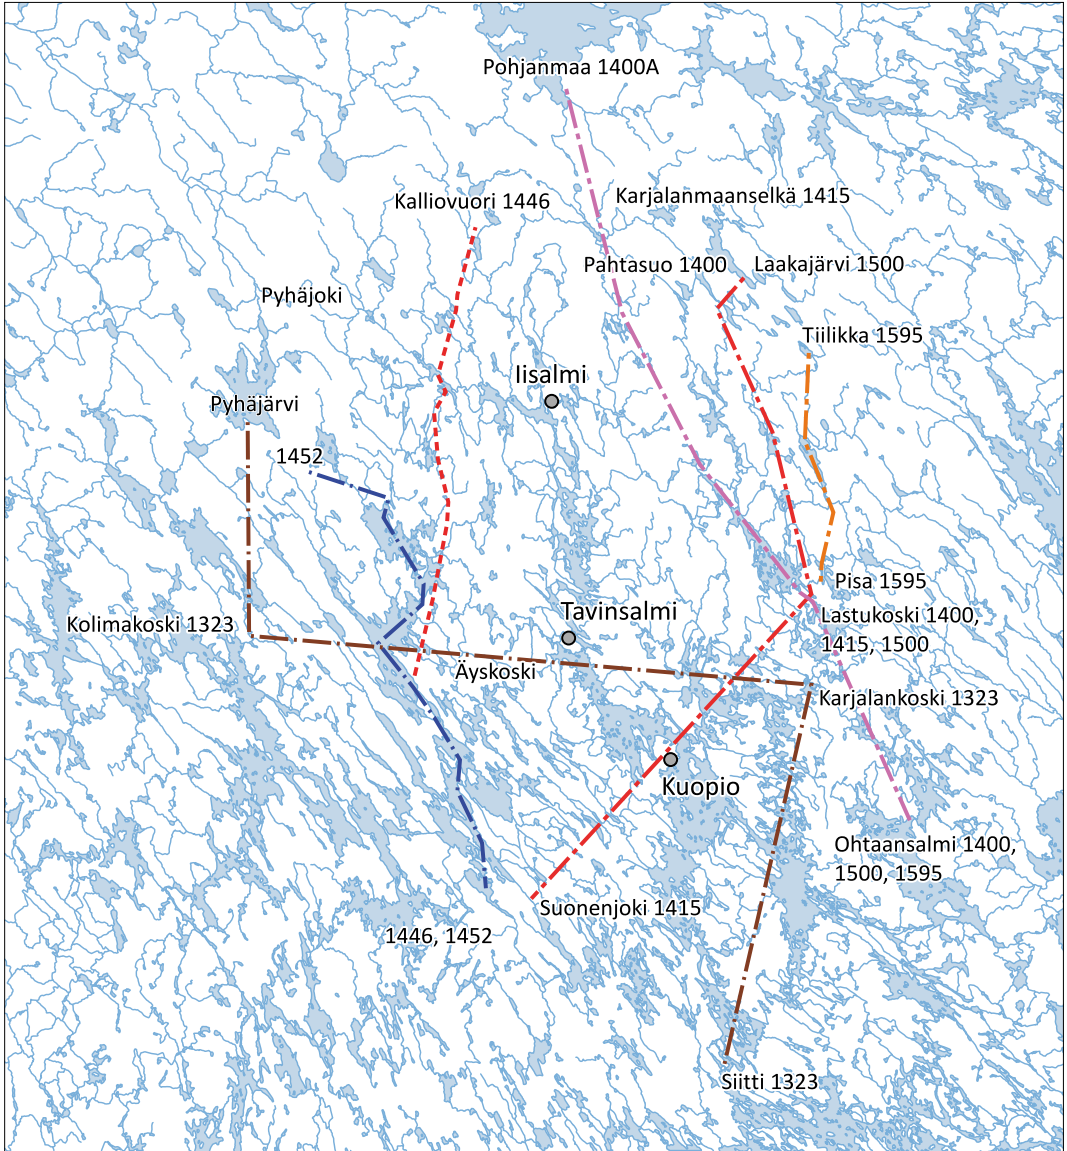 Pohjanmaa 1400A
Kalliovuori 1446
Karjalanmaanselkä 1415
Pahtasuo 1400
Laakajärvi 1500
Pyhäjoki
Tiilikka 1595
Iisalmi
Pyhäjärvi
1452
Pisa 1595
Tavinsalmi
Lastukoski 1400,
1415, 1500
Kolimakoski 1323
Äyskoski
Karjalankoski 1323
Kuopio
Ohtaansalmi 1400,
1500, 1595
Suonenjoki 1415
1446, 1452
Siitti 1323